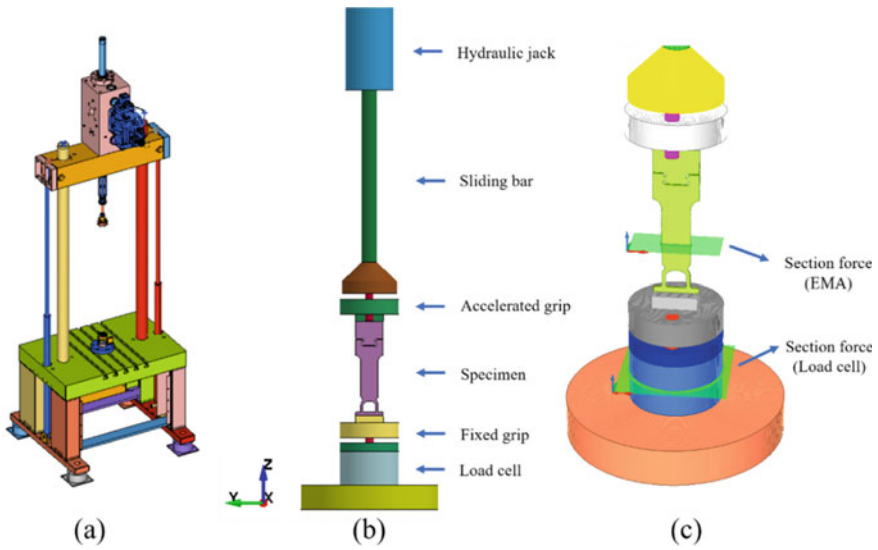 Hydraulic jack
Sliding bar
Accelerated grip
Specimen
Fixed grip
Load cell
Z
Y
X
Section force
(EMA)
Section force
(Load cell)
(a)
(b)
(c)